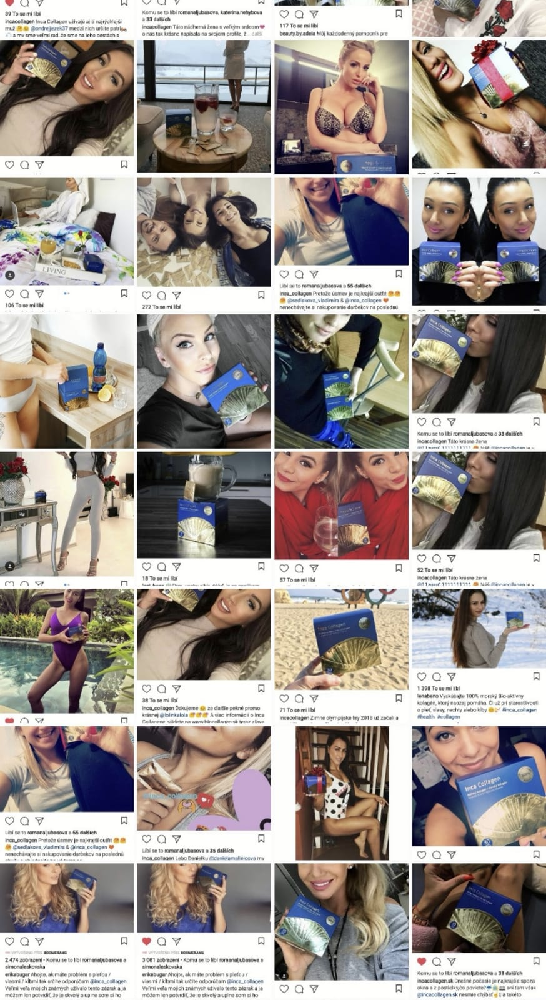 39 To se mi líbí
incacollagen Inca Collagen užívajú aj tí najrýchlejší
muži @ondrejjezek37 medzi nich určite patrí
a my sme veľmi radi že sme na jeho cestách s
Komu se to líbí romanaljubasova, katerina.nehybova
a 33 dalších
incacollagen Táto nádherná žena s veľkým srdcom
o nás tak krásne napísala na svojom profile, ž... další
117 To se mi líbí
beauty.by.adela Môj každodenný pomocník pre
LIVING
106 To se mi líbí
272 To se mi líbí
Líbí se to romanaljubasova a 55 dalších
inca_collagen Pretože úsmev je najkrajší outfit
@sedlakova_vladimira & @inca_collagen
nenechávajte si nakupovanie darčekov na poslednú
Inca Collagen
Inca Collagen
Komu se to líbí romanaljubasova a 38 dalších
incacollagen Táto krásna žena
Inca Collagen
18 To se mi líbí
57 To se mi líbí
Inca Collagen
52 To se mi líbí
incacollagen Táto krásna žena
38 To se mi líbí
inca_collagen Ďakujeme za ďalšie pekné promo
krásnej @lolinkalola A viac informácií o Inca
Collagene nájdete na www.biocollagen.sk teraz zľava
Inca Collagen
71 To se mi líbí
incacollagen Zimné olympijské hry 2018 už začali a
1 398 To se mi líbí
lenabeno Vyskúšajte 100% morský Bio-aktívny
kolagén, ktorý naozaj pomáha. Či už pri starostlivosti
o pleť, vlasy, nechty alebo kĺby #inca_collagen
#health #collagen
Líbí se to romanaljubasova a 55 dalších
inca_collagen Pretože úsmev je najkrajší outfit
@sedlakova_vladimira & @inca_collagen
nenechávajte si nakupovanie darčekov na poslednú
@inca_collagen
Líbí se to romanaljubasova a 35 dalších
inca_collagen Lebo Danielku @danielamalinicova my
Inca Collagen
30
VYTVOŘENO PŘES BOOMERANG
2 474 zobrazení • Komu se to líbí romanaljubasova a
simonaleskovska
erikabugar Ahojte, ak máte problém s pleťou /
vlasmi / kĺbmi tak určite odporúčam @inca_collagen
Veľmi veľa mojich známych užívalo tento zázrak a ja
môžem len potvrdiť, že je skvelý a uplne som si ho
VYTVOŘENO PŘES BOOMERANG
3 081 zobrazení • Komu se to líbí romanaljubasova a
simonaleskovska
erikabugar Ahojte, ak máte problém s pleťou /
vlasmi / kĺbmi tak určite odporúčam @inca_collagen
Veľmi veľa mojich známych užívalo tento zázrak a ja
môžem len potvrdiť, že je skvelý a uplne som si ho
Inca Collagen
Inca Collagen
Komu se to líbí romanaljubasova a 38 dalších
incacollagen.sk Dnešné počasie je najkrajšie spoza
okna a z postieľky,čo poviete? ani tam však
@incacollagen.sk nesmie chýbať a takéto